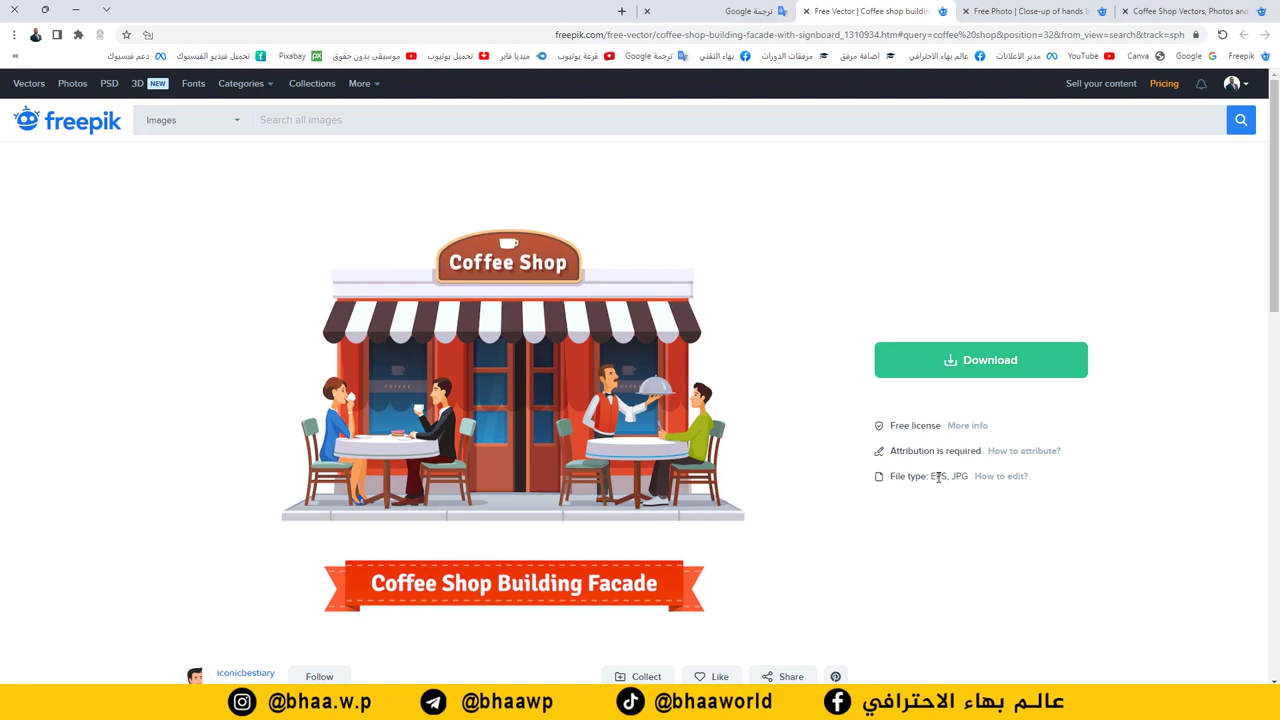 ترجمة Google
Free Vector | Coffee shop buildin
Free Photo | Close-up of hands b
Coffee Shop Vectors, Photos and
freepik.com/free-vector/coffee-shop-building-facade-with-signboard_1310934.htm#query=coffee%20shop&position=32&from_view=search&track=sph
دعم فيسبوك
تحميل فيديو الفيسبوك
Pixabay
موسيقى بدون حقوق
تحميل يوتيوب
ميديا فاير
قرعة يوتيوب
ترجمة Google
بهاء التقني
مرفقات الدورات
اضافة مرفق
عالم بهاء الاحترافي
مدير الاعلانات
YouTube
Canva
Google
Freepik
Vectors Photos PSD 3D NEW Fonts Categories Collections More Sell your content Pricing
freepik Images Search all images
Coffee Shop
COFFEE
COFFEE
Coffee Shop Building Facade
Download
Free license More info
Attribution is required How to attribute?
File type: EPS, JPG How to edit?
iconicbestiary Follow Collect Like Share
@bhaa.w.p @bhaawp @bhaaworld عالم بهاء الاحترافي